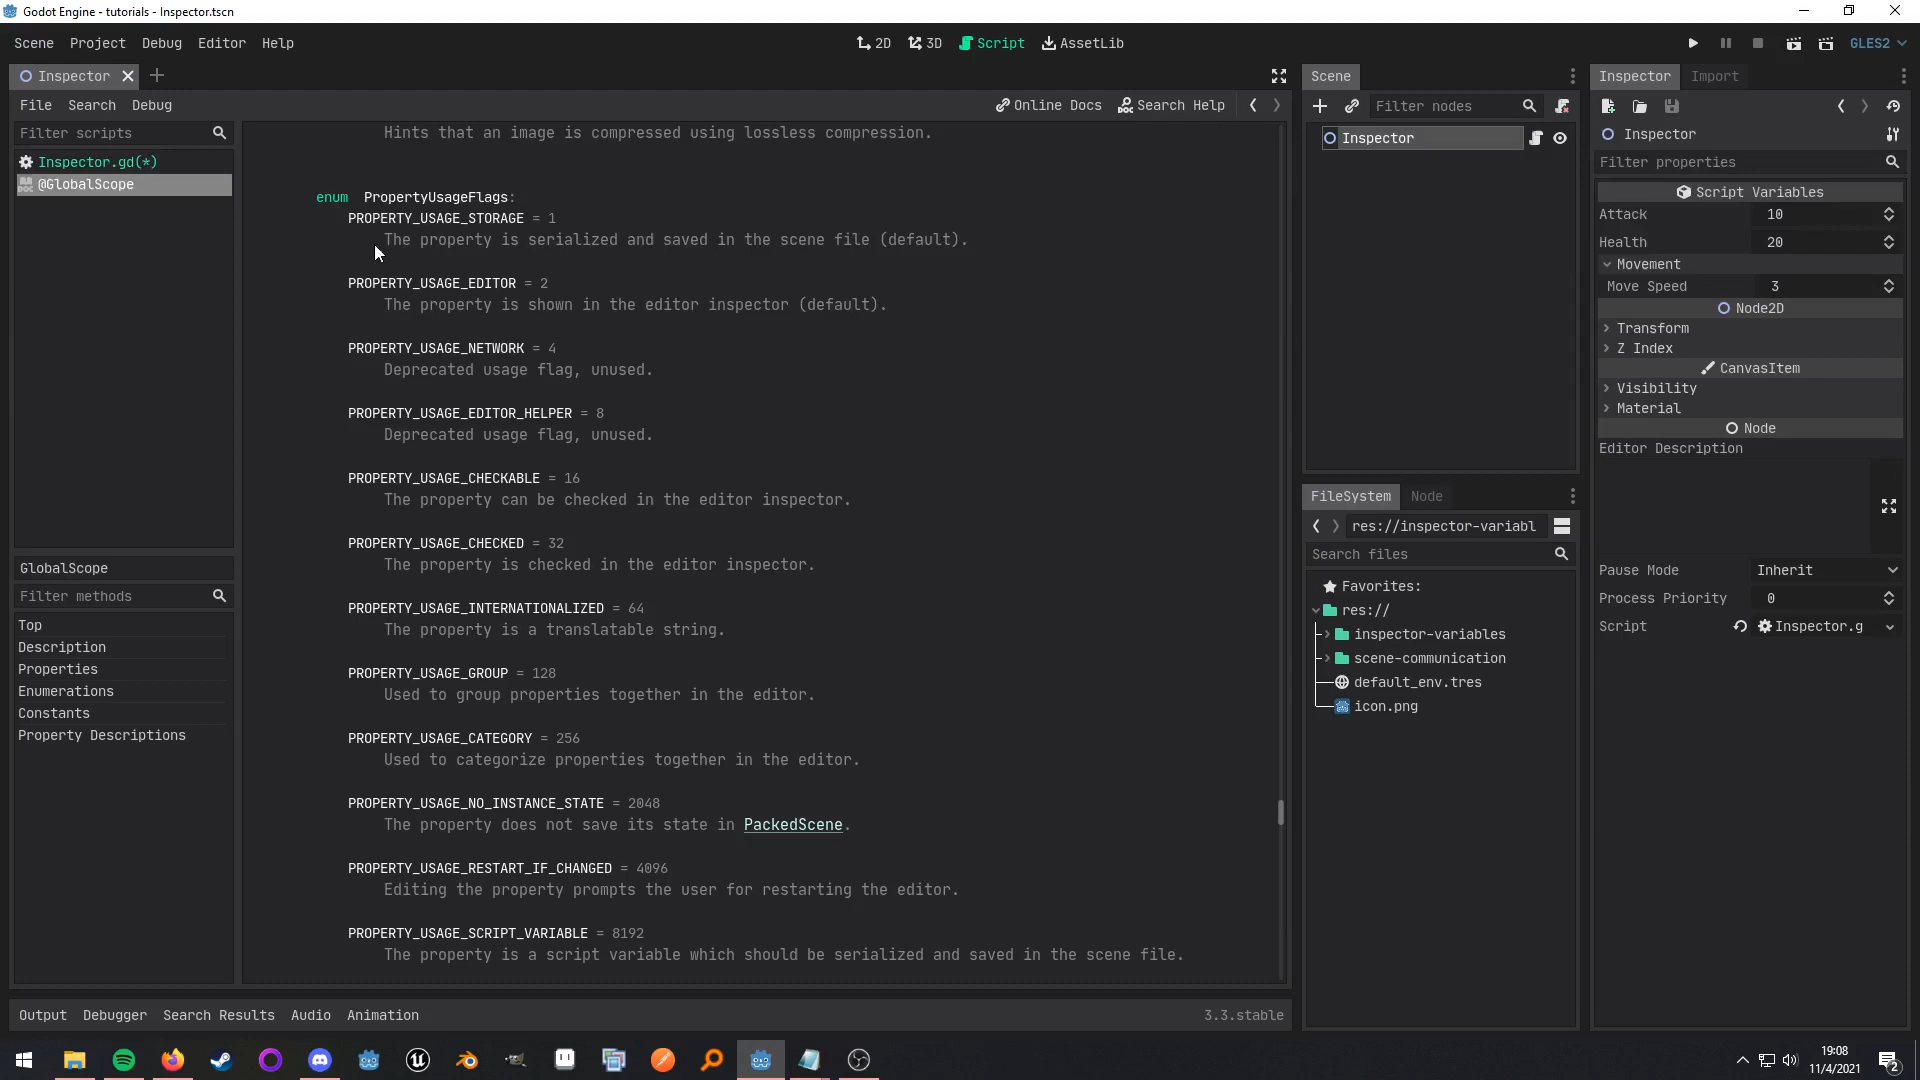 Godot Engine - tutorials - Inspector.tscn
Scene Project Debug Editor Help
2D 3D Script AssetLib
GLES2
Inspector
File Search Debug
Online Docs Search Help
Filter scripts
Inspector.gd(*)
@GlobalScope
GlobalScope
Filter methods
Top
Description
Properties
Enumerations
Constants
Property Descriptions
Hints that an image is compressed using lossless compression.
enum PropertyUsageFlags:
PROPERTY_USAGE_STORAGE = 1
The property is serialized and saved in the scene file (default).
PROPERTY_USAGE_EDITOR = 2
The property is shown in the editor inspector (default).
PROPERTY_USAGE_NETWORK = 4
Deprecated usage flag, unused.
PROPERTY_USAGE_EDITOR_HELPER = 8
Deprecated usage flag, unused.
PROPERTY_USAGE_CHECKABLE = 16
The property can be checked in the editor inspector.
PROPERTY_USAGE_CHECKED = 32
The property is checked in the editor inspector.
PROPERTY_USAGE_INTERNATIONALIZED = 64
The property is a translatable string.
PROPERTY_USAGE_GROUP = 128
Used to group properties together in the editor.
PROPERTY_USAGE_CATEGORY = 256
Used to categorize properties together in the editor.
PROPERTY_USAGE_NO_INSTANCE_STATE = 2048
The property does not save its state in PackedScene.
PROPERTY_USAGE_RESTART_IF_CHANGED = 4096
Editing the property prompts the user for restarting the editor.
PROPERTY_USAGE_SCRIPT_VARIABLE = 8192
The property is a script variable which should be serialized and saved in the scene file.
Output Debugger Search Results Audio Animation
3.3.stable
Scene
Filter nodes
Inspector
FileSystem Node
res://inspector-variabl
Search files
Favorites:
res://
inspector-variables
scene-communication
default_env.tres
icon.png
Inspector Import
Inspector
Filter properties
Script Variables
Attack 10
Health 20
Movement
Move Speed 3
Node2D
Transform
Z Index
CanvasItem
Visibility
Material
Node
Editor Description
Pause Mode Inherit
Process Priority 0
Script Inspector.g
19:08
11/4/2021
2